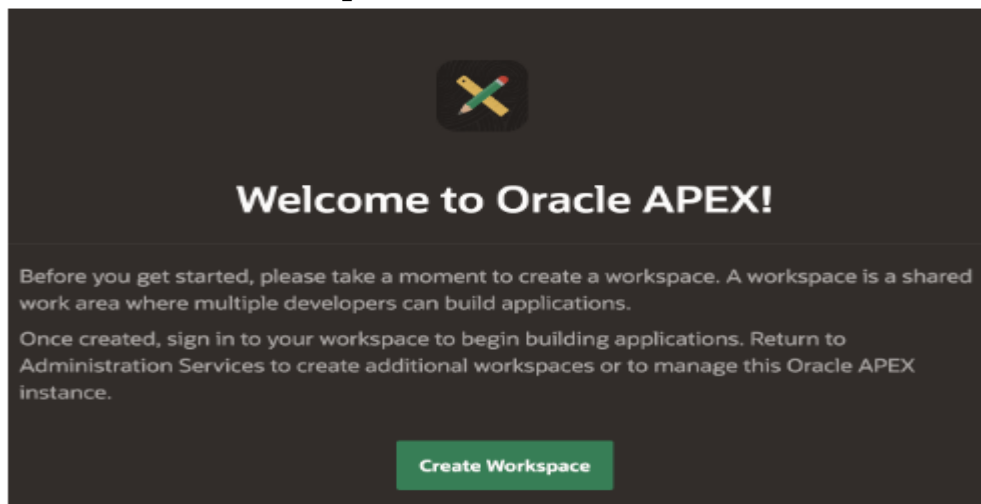 Welcome to Oracle APEX!
Before you get started, please take a moment to create a workspace. A workspace is a shared
work area where multiple developers can build applications.
Once created, sign in to your workspace to begin building applications. Return to
Administration Services to create additional workspaces or to manage this Oracle APEX
instance.
Create Workspace